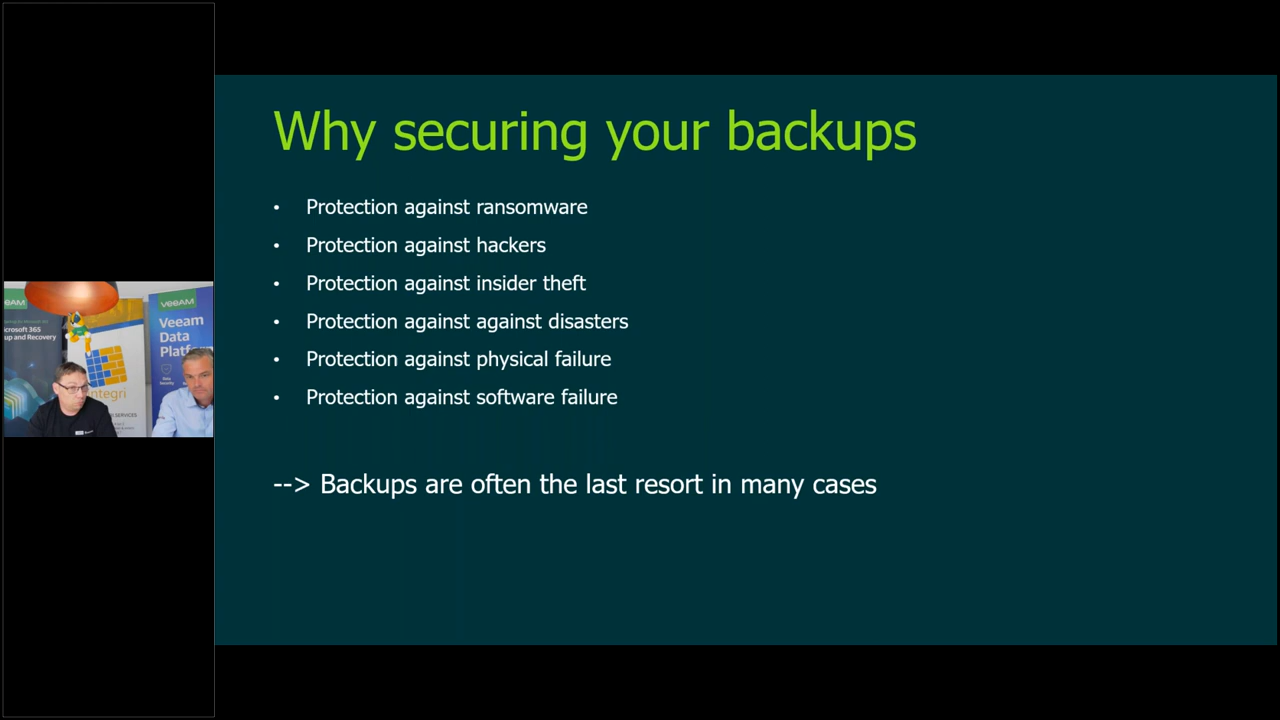 Why securing your backups
• Protection against ransomware
• Protection against hackers
• Protection against insider theft
• Protection against against disasters
• Protection against physical failure
• Protection against software failure
--> Backups are often the last resort in many cases
veeAM
Veeam
Data
integri